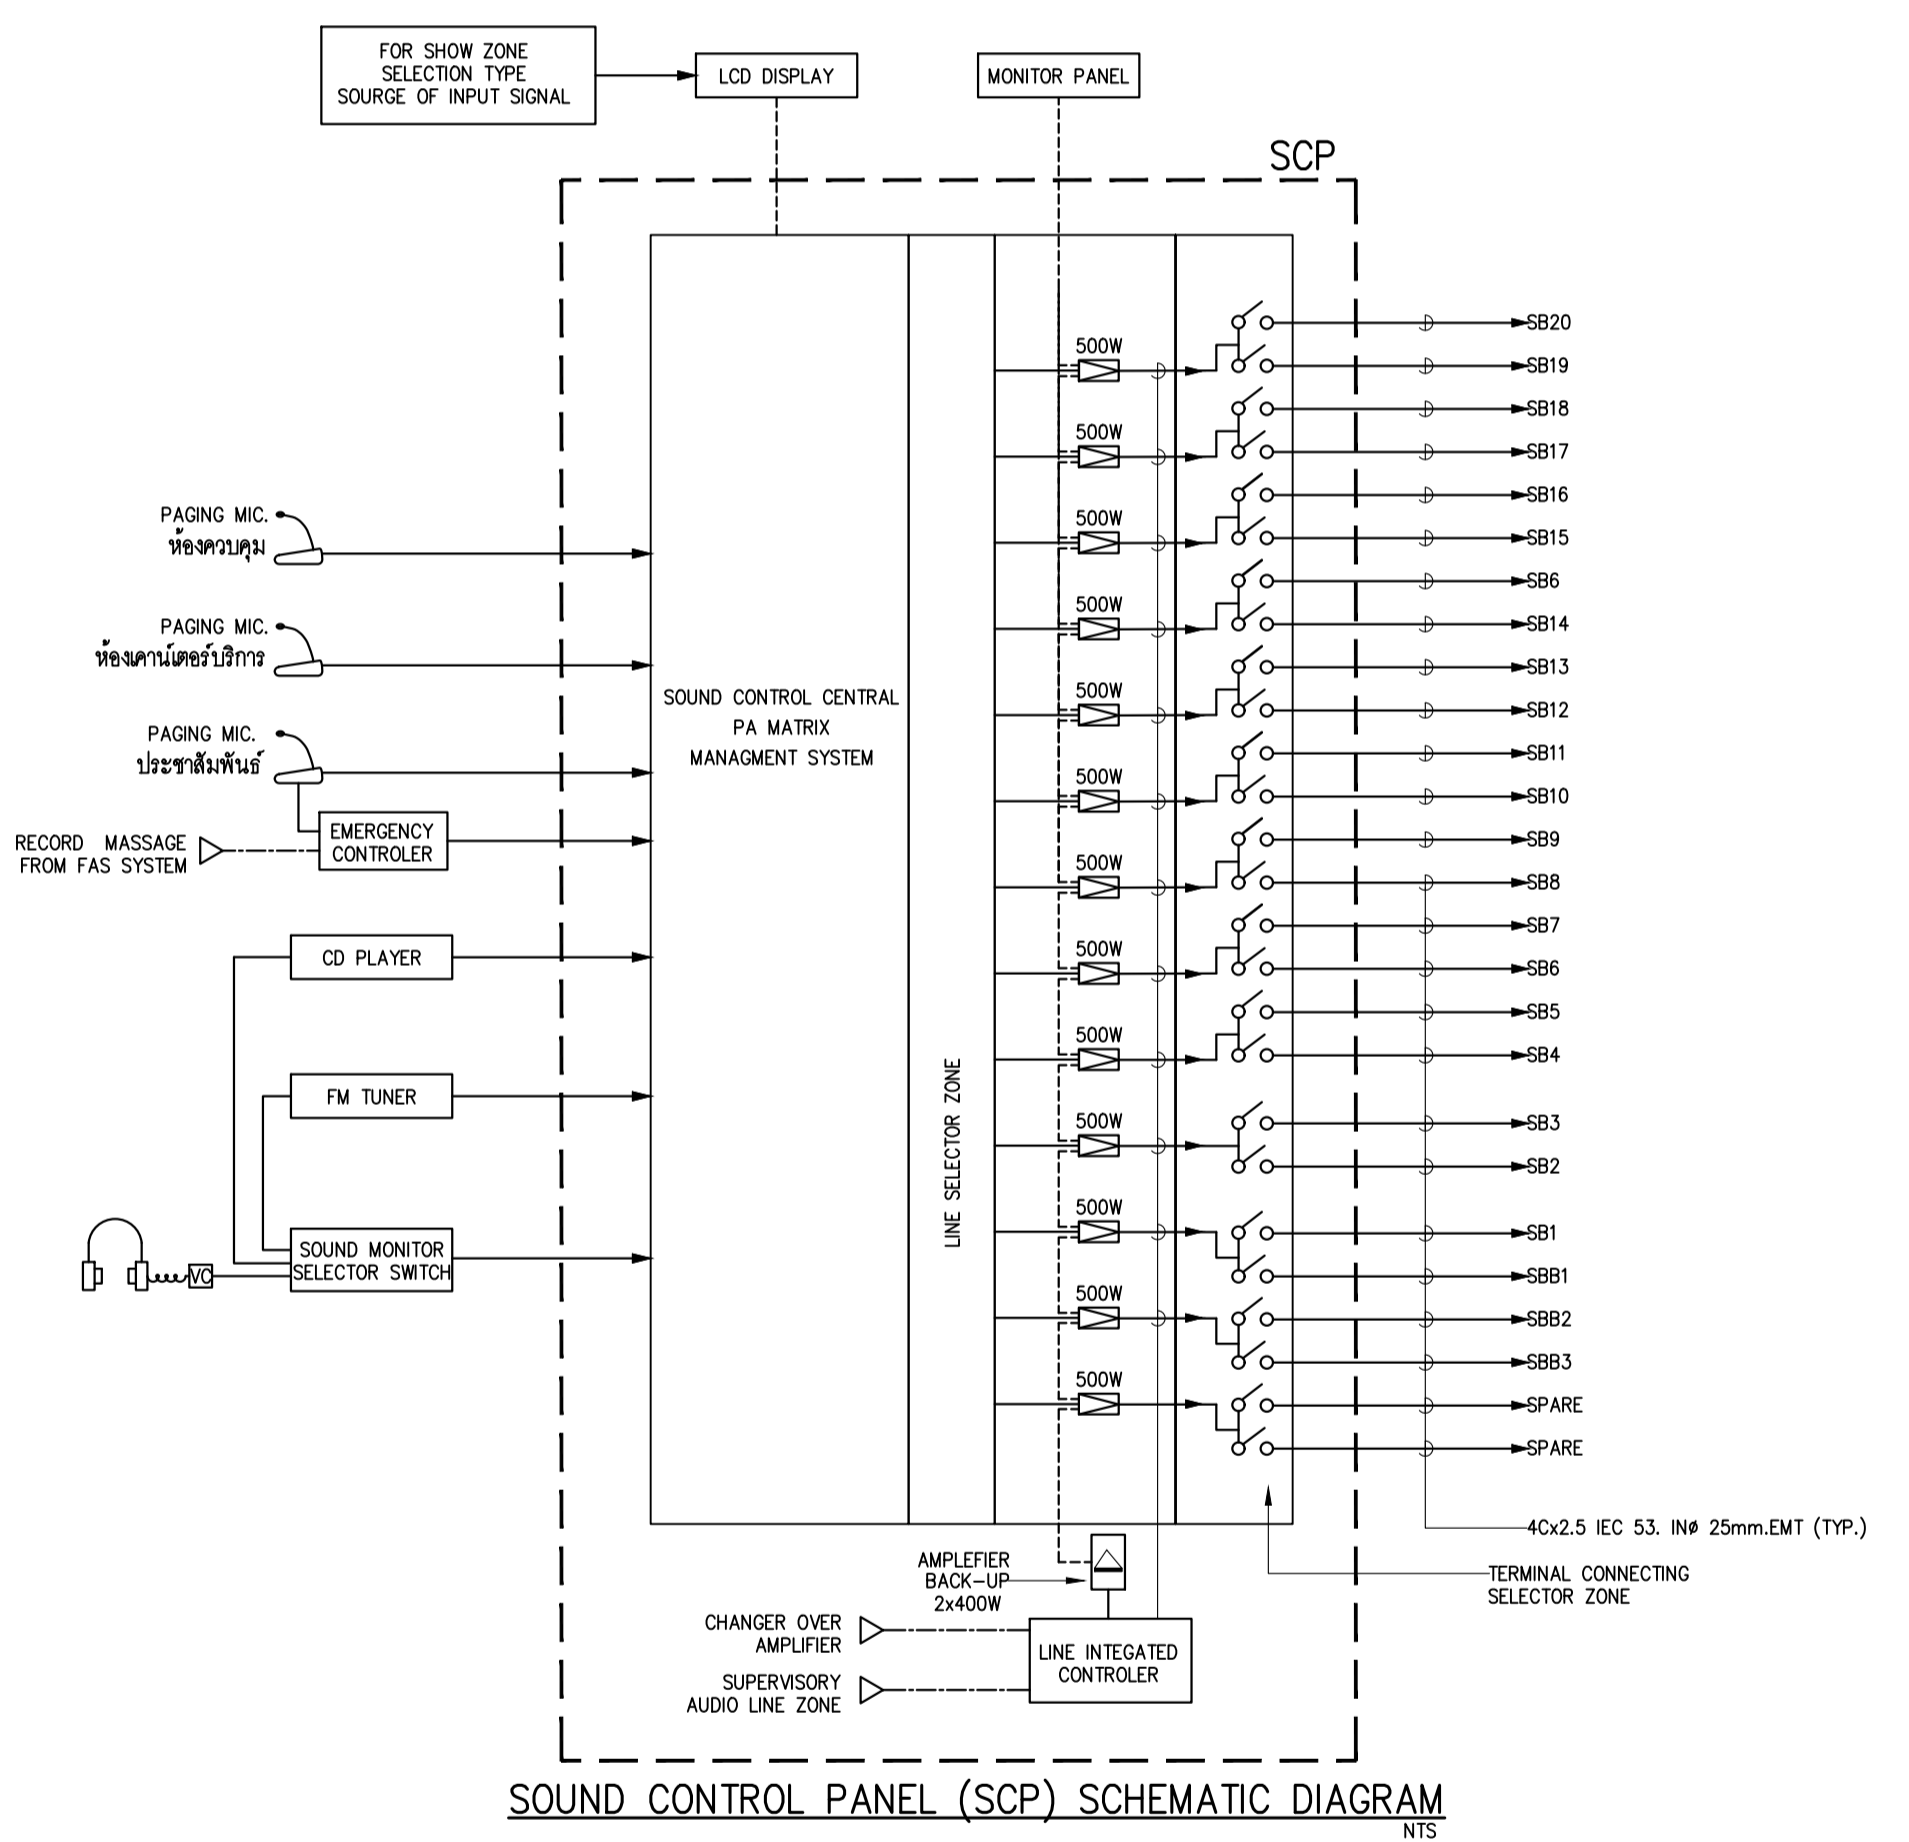 FOR SHOW ZONE
SELECTION TYPE
SOURGE OF INPUT SIGNAL
LCD DISPLAY
MONITOR PANEL
SCP
PAGING MIC.
ห้องควบคุม
PAGING MIC.
ห้องเคาน์เตอร์บริการ
PAGING MIC.
ประชาสัมพันธ์
RECORD MASSAGE
FROM FAS SYSTEM
EMERGENCY
CONTROLER
CD PLAYER
FM TUNER
SOUND MONITOR
SELECTOR SWITCH
VC
SOUND CONTROL CENTRAL
PA MATRIX
MANAGMENT SYSTEM
LINE SELECTOR ZONE
500W
500W
500W
500W
500W
500W
500W
500W
500W
500W
500W
500W
500W
SB20
SB19
SB18
SB17
SB16
SB15
SB6
SB14
SB13
SB12
SB11
SB10
SB9
SB8
SB7
SB6
SB5
SB4
SB3
SB2
SB1
SBB1
SBB2
SBB3
SPARE
SPARE
4Cx2.5 IEC 53. INø 25mm.EMT (TYP.)
TERMINAL CONNECTING
SELECTOR ZONE
AMPLEFIER
BACK-UP
2x400W
CHANGER OVER
AMPLIFIER
SUPERVISORY
AUDIO LINE ZONE
LINE INTEGATED
CONTROLER
SOUND CONTROL PANEL (SCP) SCHEMATIC DIAGRAM
NTS